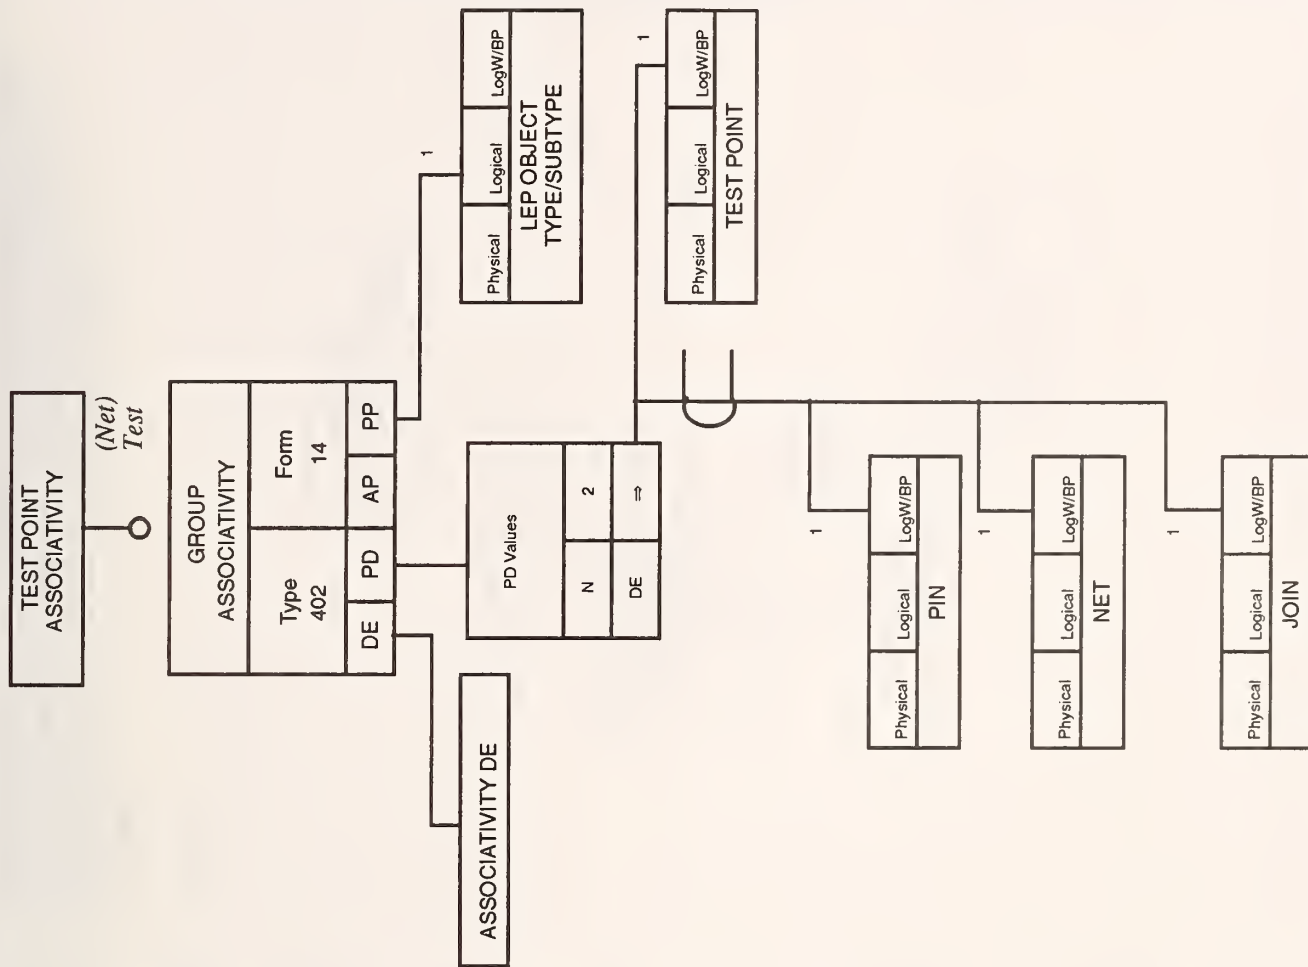 TEST POINT
ASSOCIATIVITY
(Net)
Test
GROUP
ASSOCIATIVITY
Type
402
Form
14
DE
PD
AP
PP
ASSOCIATIVITY DE
PD Values
N
2
DE
⇒
1
Physical
Logical
LogW/BP
LEP OBJECT
TYPE/SUBTYPE
1
Physical
Logical
LogW/BP
TEST POINT
1
Physical
Logical
LogW/BP
PIN
1
Physical
Logical
LogW/BP
NET
1
Physical
Logical
LogW/BP
JOIN